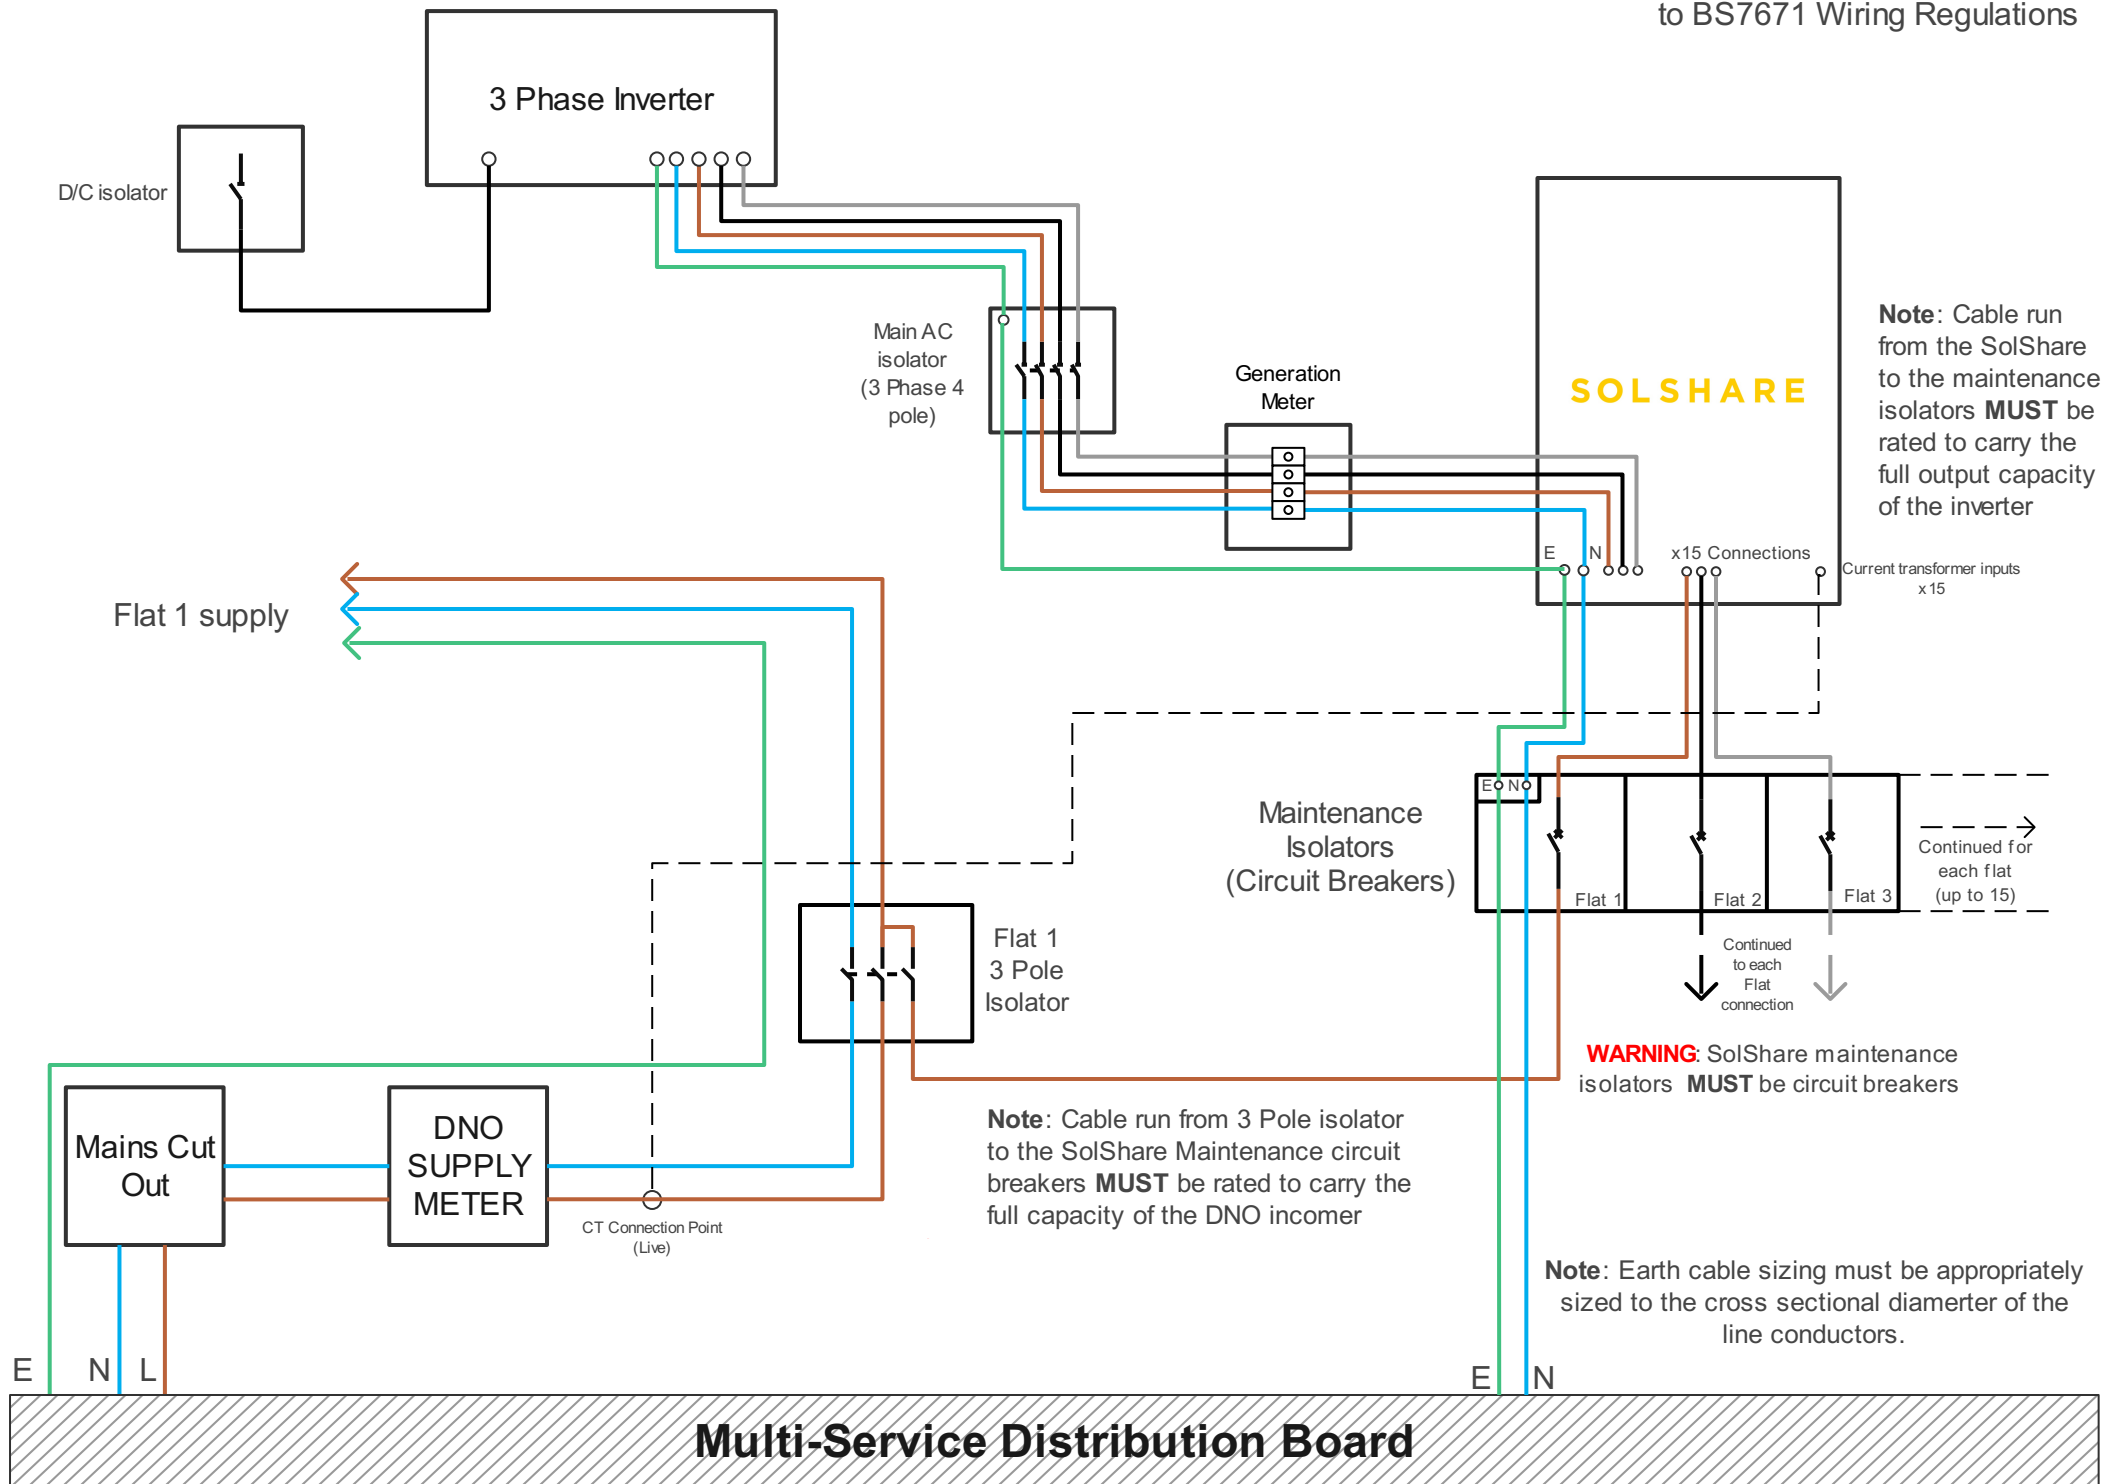 to BS7671 Wiring Regulations
3 Phase Inverter
D/C isolator
Main AC
isolator
(3 Phase 4
pole)
Generation
Meter
SOLSHARE
Note: Cable run
from the SolShare
to the maintenance
isolators MUST be
rated to carry the
full output capacity
of the inverter
E
N
x15 Connections
Current transformer inputs
x15
Flat 1 supply
Maintenance
Isolators
(Circuit Breakers)
E
N
Flat 1
Flat 2
Flat 3
Continued for
each flat
(up to 15)
Continued
to each
Flat
connection
Flat 1
3 Pole
Isolator
WARNING: SolShare maintenance
isolators MUST be circuit breakers
Mains Cut
Out
DNO
SUPPLY
METER
CT Connection Point
(Live)
Note: Cable run from 3 Pole isolator
to the SolShare Maintenance circuit
breakers MUST be rated to carry the
full capacity of the DNO incomer
Note: Earth cable sizing must be appropriately
sized to the cross sectional diamerter of the
line conductors.
E
N
L
E
N
Multi-Service Distribution Board